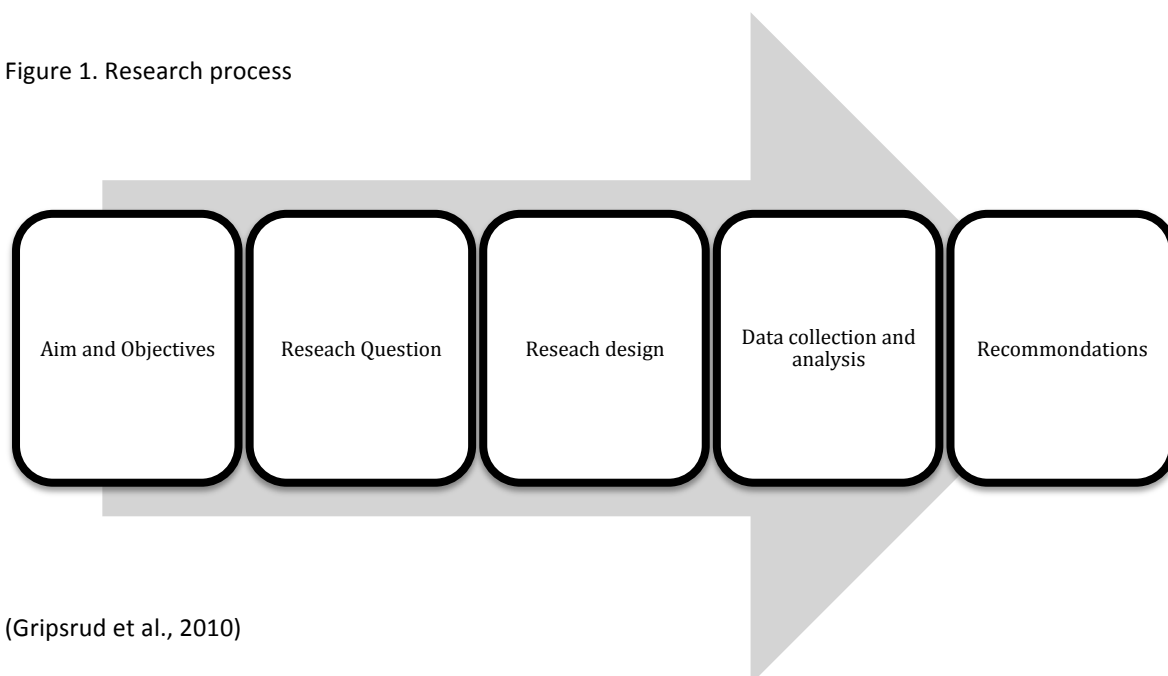 Figure 1. Research process
Aim and Objectives
Reseach Question
Reseach design
Data collection and
analysis
Recommondations
(Gripsrud et al., 2010)